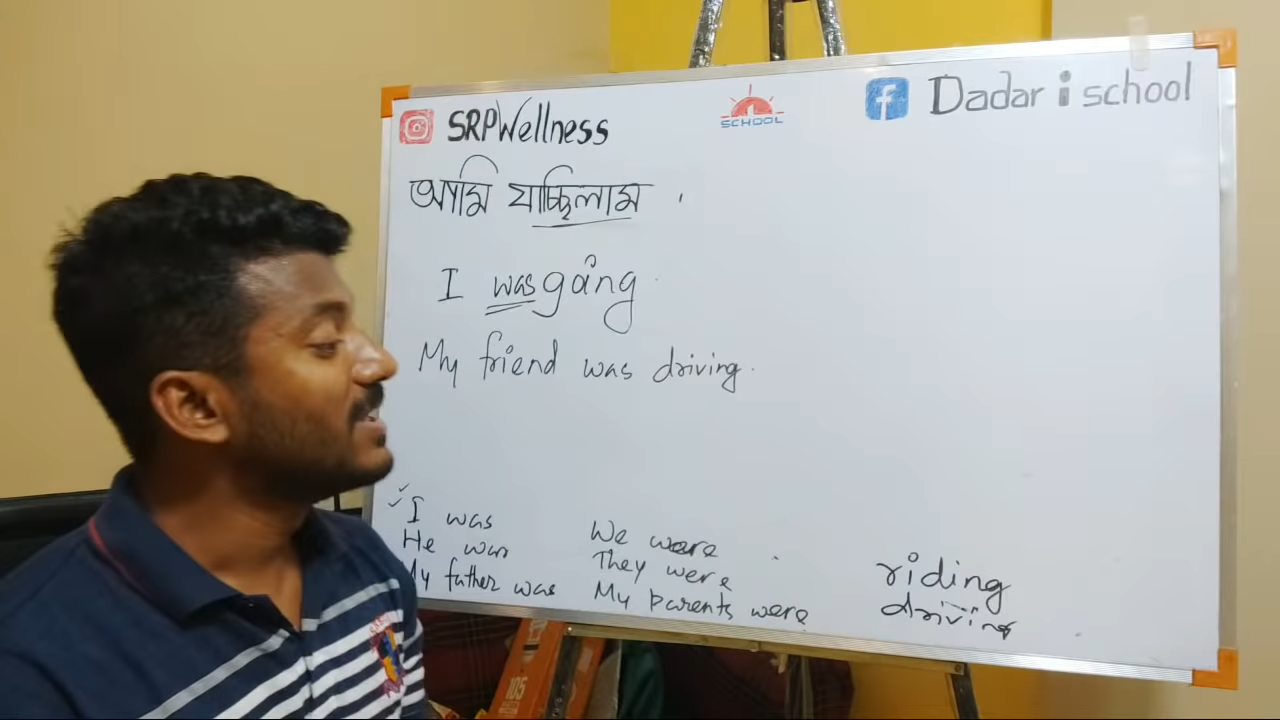 SRPWellness
SCHOOL
Dadar i school
আমি যাচ্ছিলাম .
I was going.
My friend was driving.
I was
He was
My father was
We were
They were
My parents were
riding
driving
105